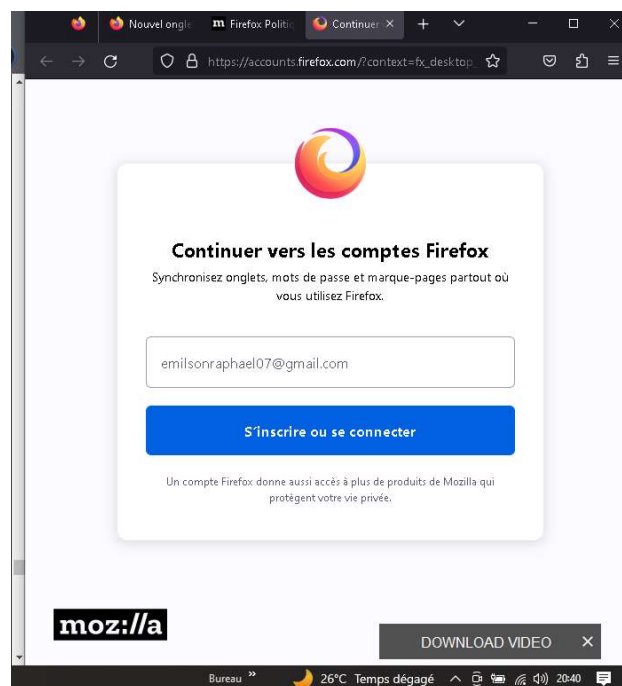 Nouvel ongle
m Firefox Politic
Continuer
https://accounts.firefox.com/?context=fx_desktop_
Continuer vers les comptes Firefox
Synchronisez onglets, mots de passe et marque-pages partout où
vous utilisez Firefox.
emilsonraphael07@gmail.com
S'inscrire ou se connecter
Un compte Firefox donne aussi accès à plus de produits de Mozilla qui
protègent votre vie privée.
moz://a
DOWNLOAD VIDEO
Bureau
26°C Temps dégagé
20:40